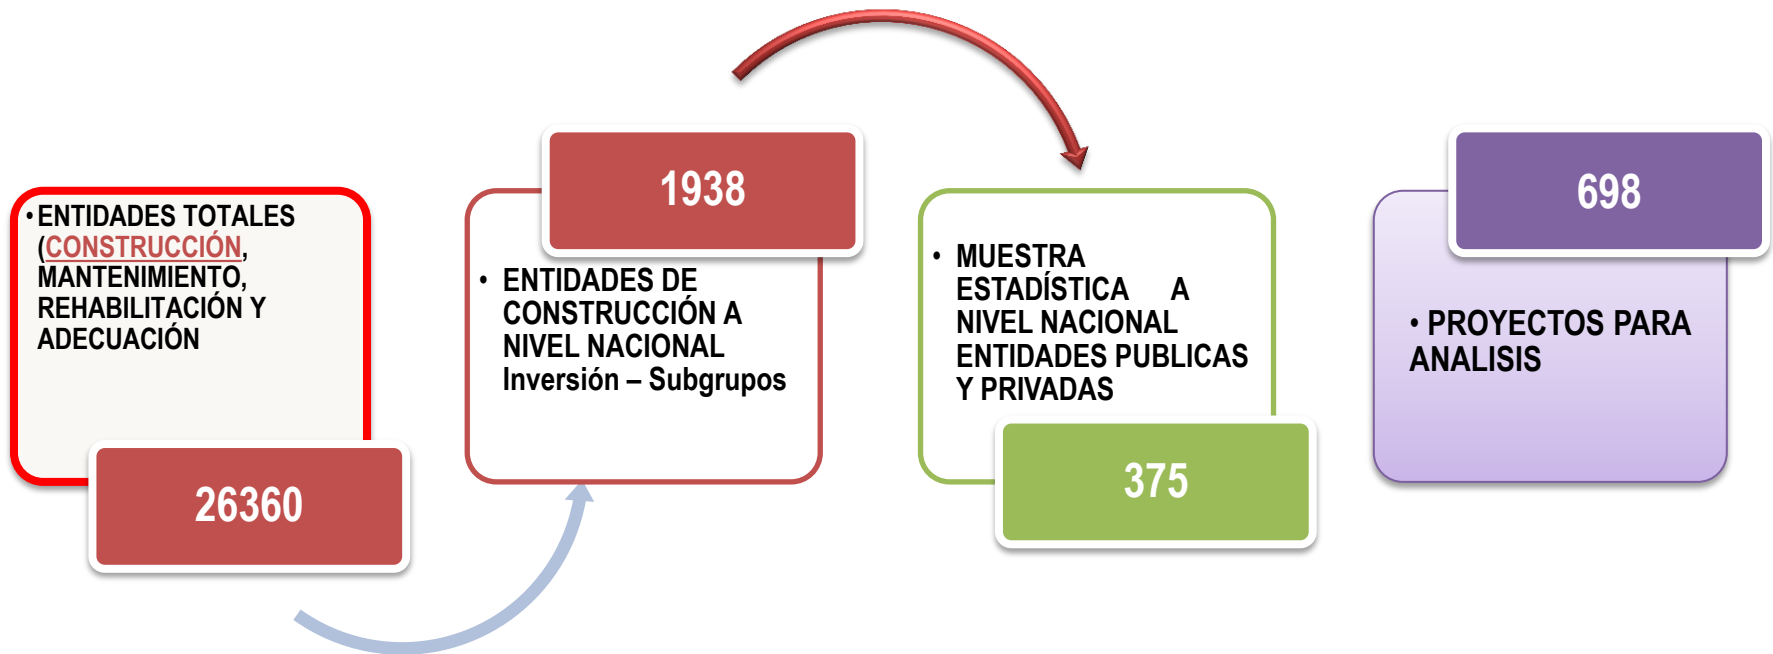 • ENTIDADES TOTALES
(CONSTRUCCIÓN,
MANTENIMIENTO,
REHABILITACIÓN Y
ADECUACIÓN
26360
1938
• ENTIDADES DE
CONSTRUCCIÓN A
NIVEL NACIONAL
Inversión – Subgrupos
• MUESTRA
ESTADÍSTICA A
NIVEL NACIONAL
ENTIDADES PUBLICAS
Y PRIVADAS
375
698
• PROYECTOS PARA
ANALISIS